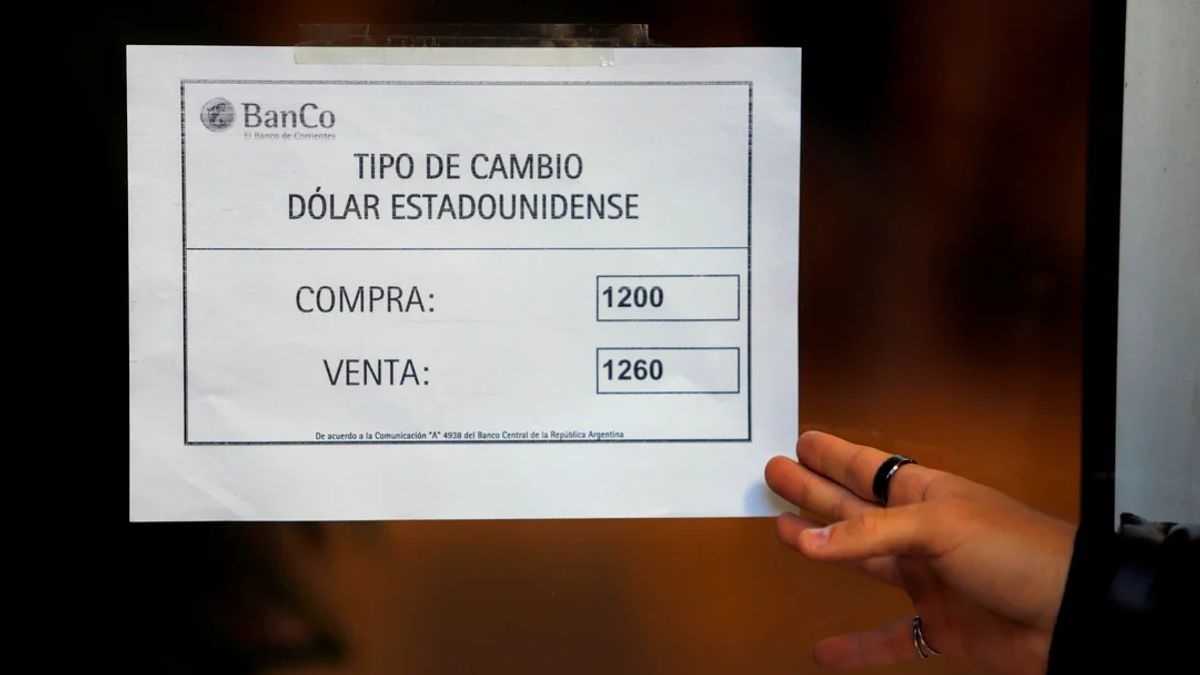 BanCo
El Banco de Corrientes
TIPO DE CAMBIO
DÓLAR ESTADOUNIDENSE
COMPRA: 1200
VENTA: 1260
De acuerdo a la Comunicación "A" 4938 del Banco Central de la República Argentina